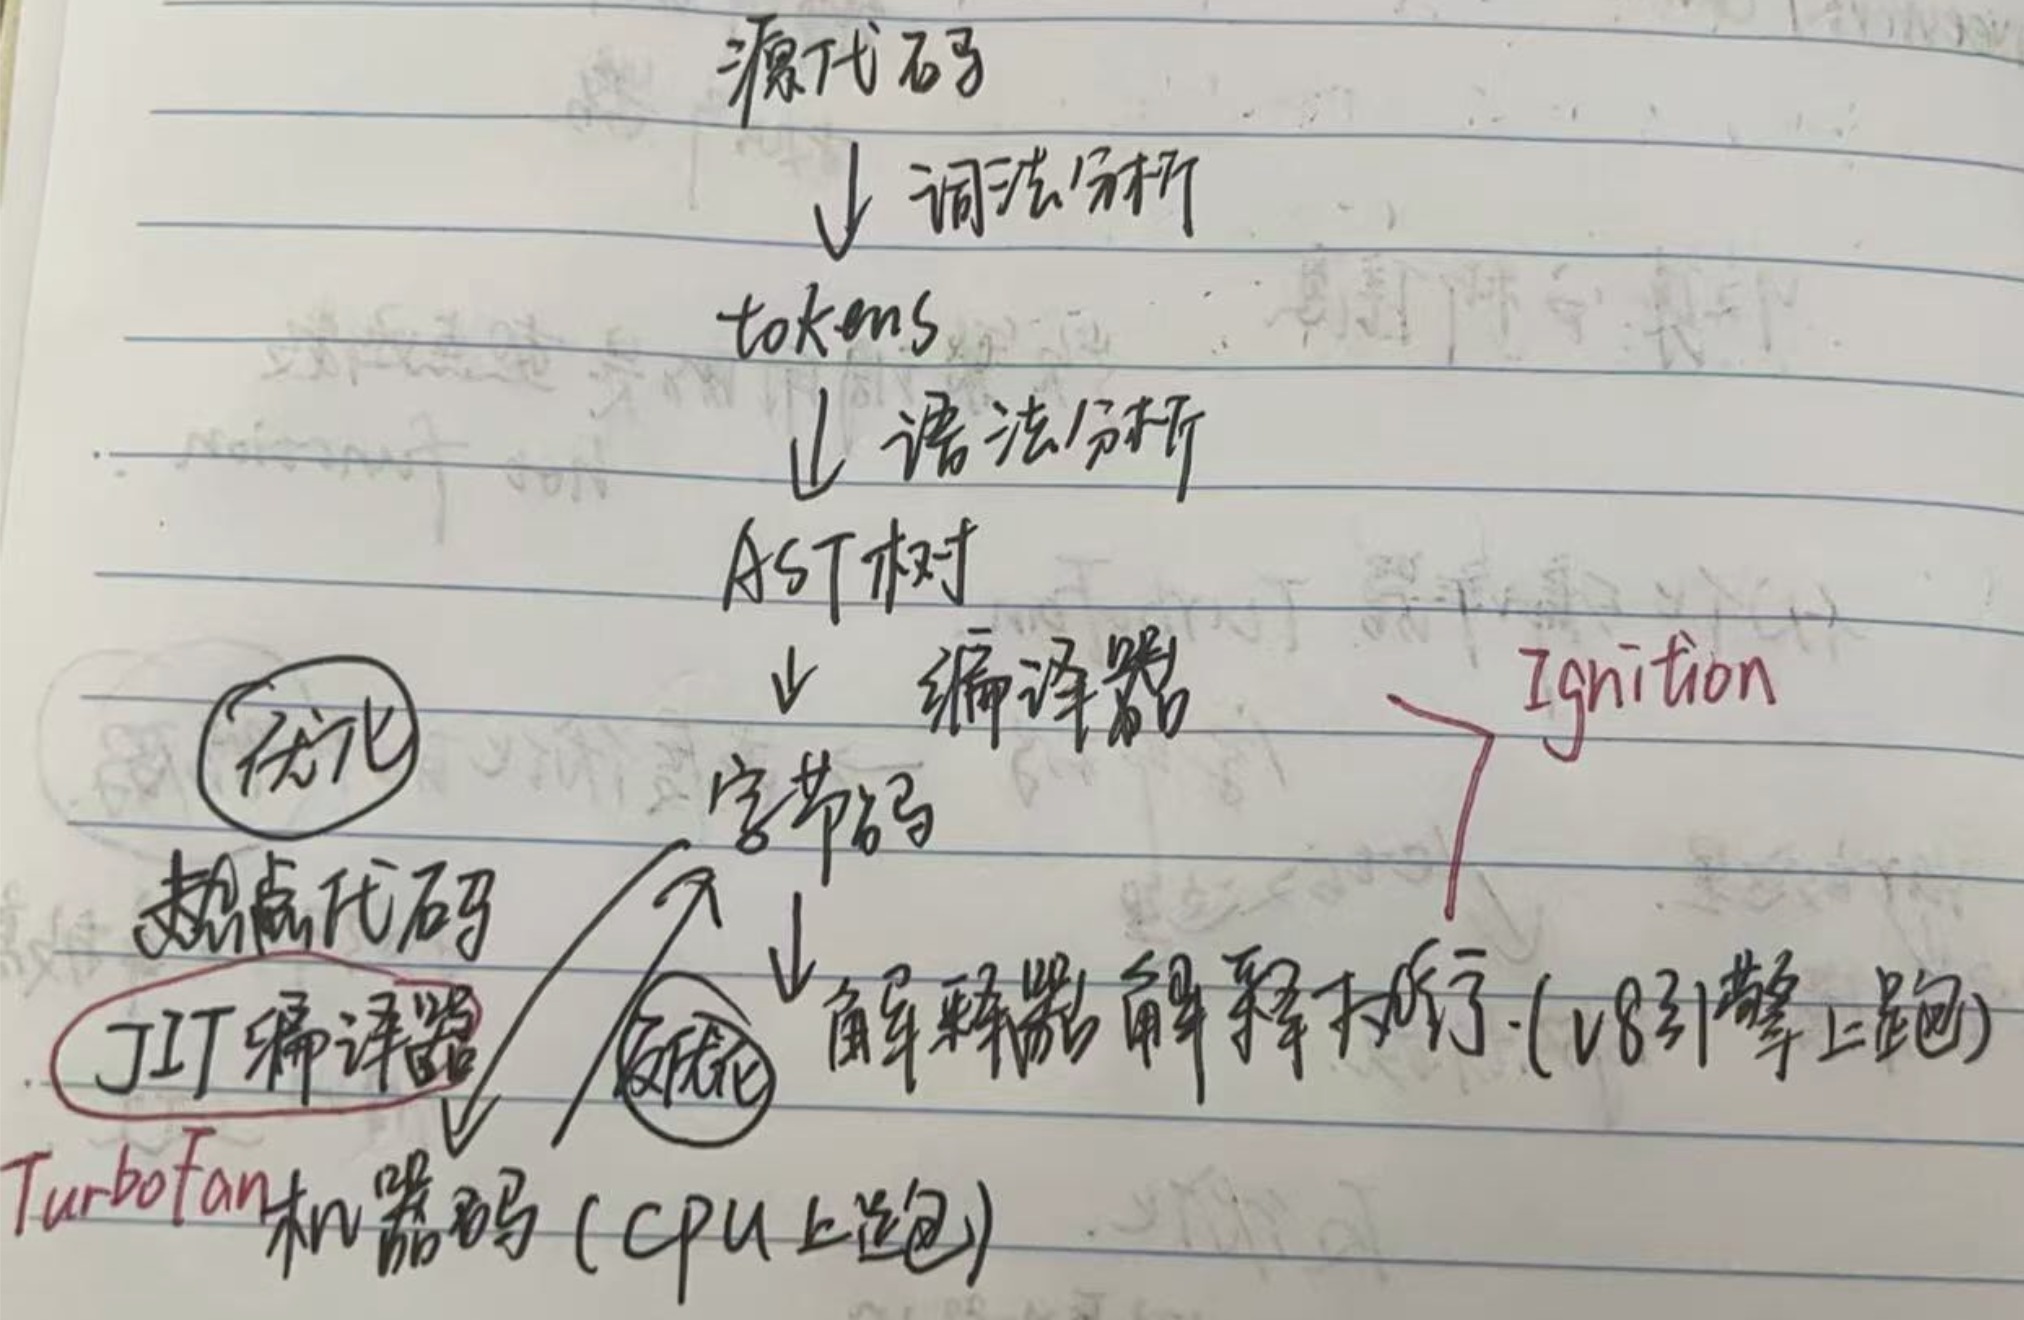 源代码
↓ 词法分析
tokens
↓ 语法分析
AST树
↓ 编译器
Ignition
优化
字节码
热点代码
↓ 解释器解释执行.(V8引擎上跑)
JIT编译器
反优化
TurboFan
机器码(CPU上跑)